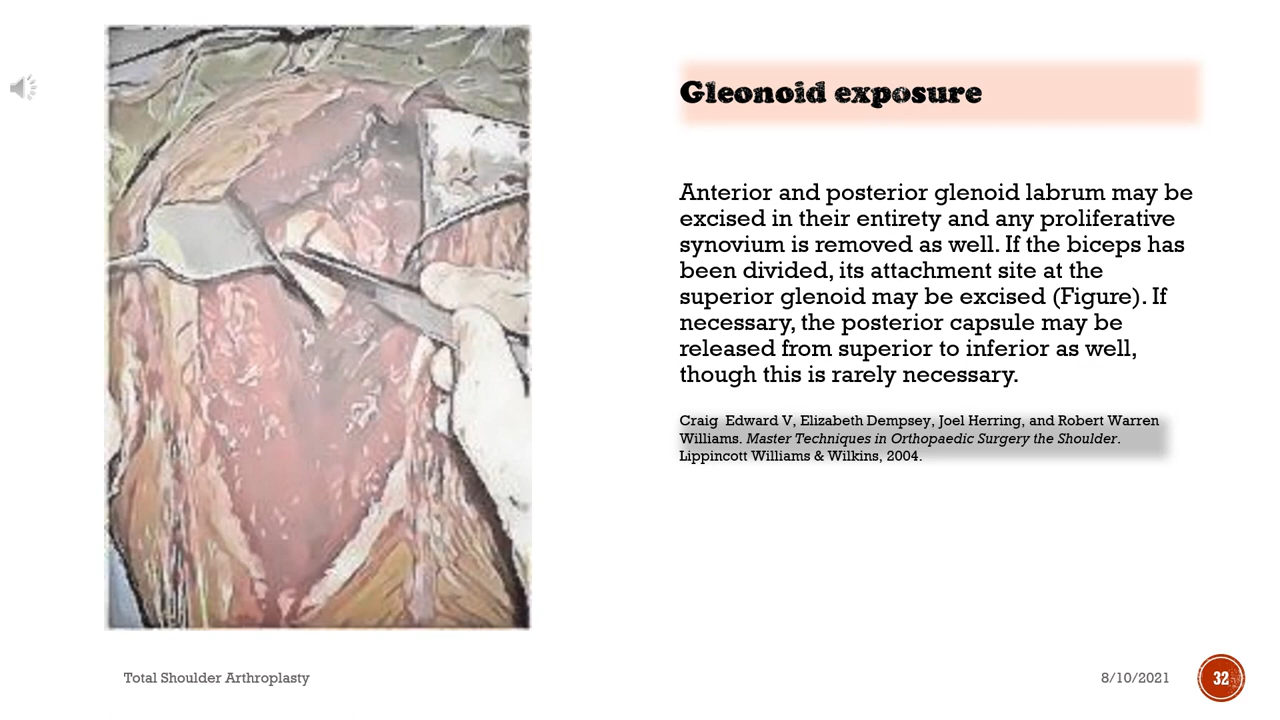 Gleonoid exposure
Anterior and posterior glenoid labrum may be
excised in their entirety and any proliferative
synovium is removed as well. If the biceps has
been divided, its attachment site at the
superior glenoid may be excised (Figure). If
necessary, the posterior capsule may be
released from superior to inferior as well,
though this is rarely necessary.
Craig Edward V, Elizabeth Dempsey, Joel Herring, and Robert Warren
Williams. Master Techniques in Orthopaedic Surgery the Shoulder.
Lippincott Williams & Wilkins, 2004.
Total Shoulder Arthroplasty
8/10/2021
32